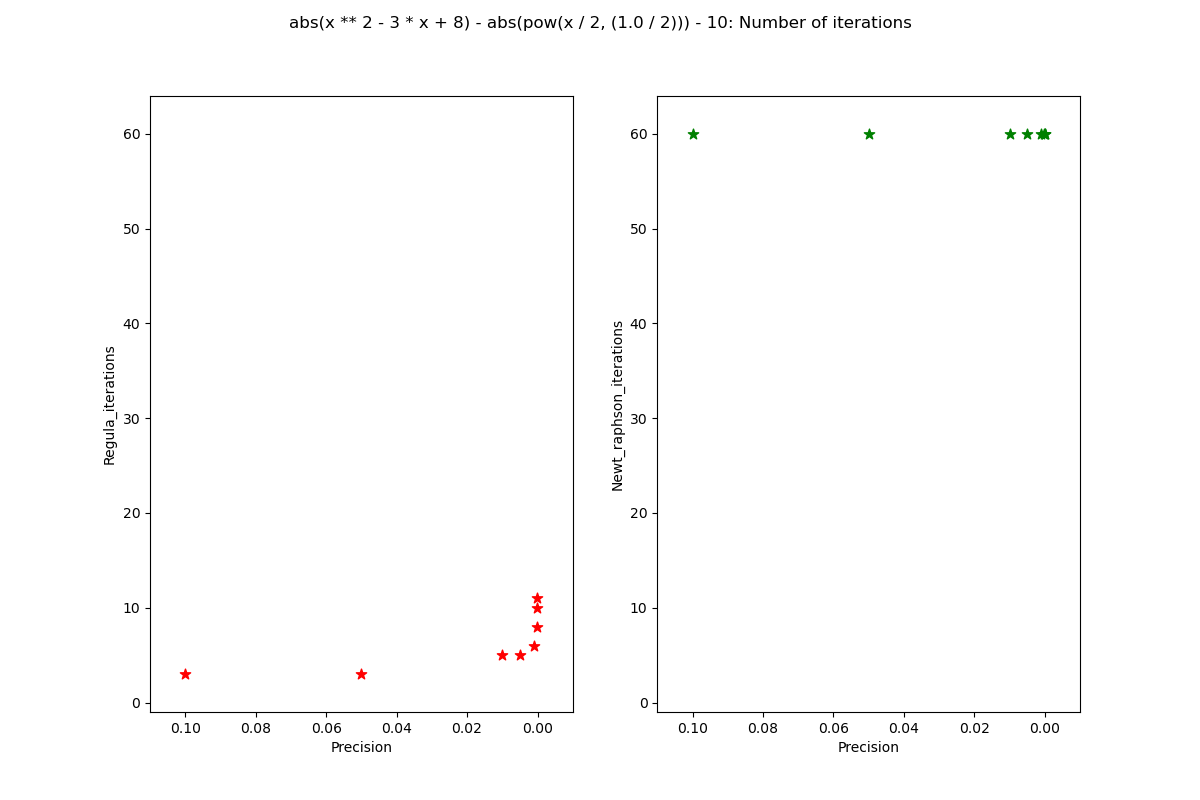 abs(x ** 2 - 3 * x + 8) - abs(pow(x / 2, (1.0 / 2))) - 10: Number of iterations
Regula_iterations
60
50
40
30
20
10
0
0.10 0.08 0.06 0.04 0.02 0.00
Precision
Newt_raphson_iterations
60
50
40
30
20
10
0
0.10 0.08 0.06 0.04 0.02 0.00
Precision